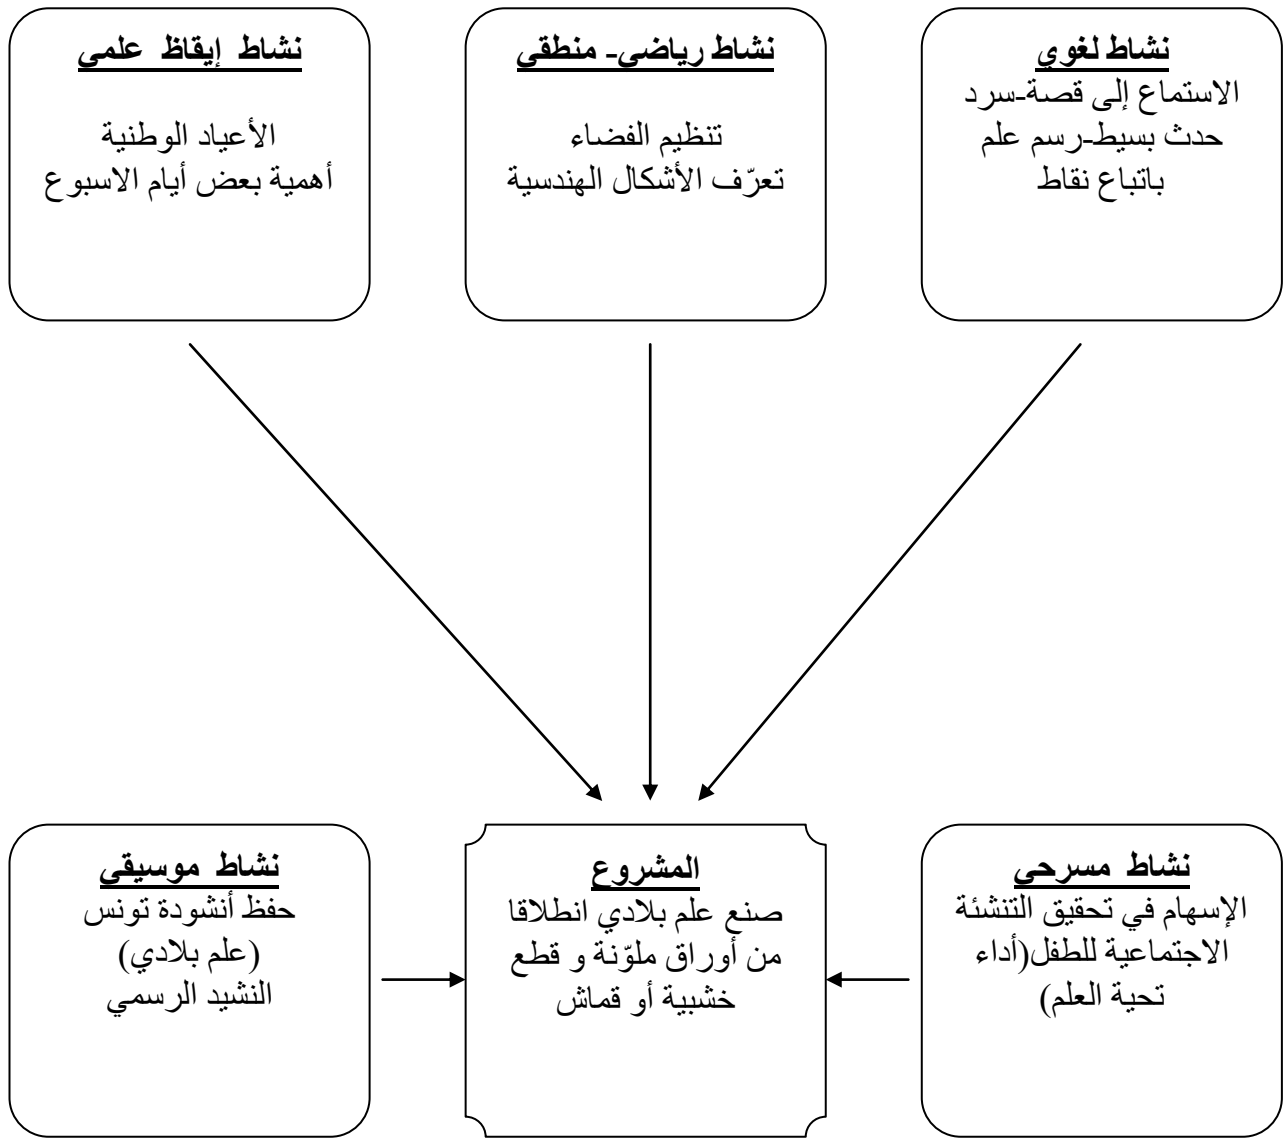 نشاط لغوي
الاستماع إلى قصة-سرد
حدث بسيط-رسم علم
باتباع نقاط
نشاط رياضي- منطقي
تنظيم الفضاء
تعرّف الأشكال الهندسية
نشاط إيقاظ علمي
الأعياد الوطنية
أهمية بعض أيام الاسبوع
نشاط مسرحي
الإسهام في تحقيق التنشئة
الاجتماعية للطفل(أداء
تحية العلم)
المشروع
صنع علم بلادي انطلاقا
من أوراق ملوّنة و قطع
خشبية أو قماش
نشاط موسيقي
حفظ أنشودة تونس
(علم بلادي)
النشيد الرسمي